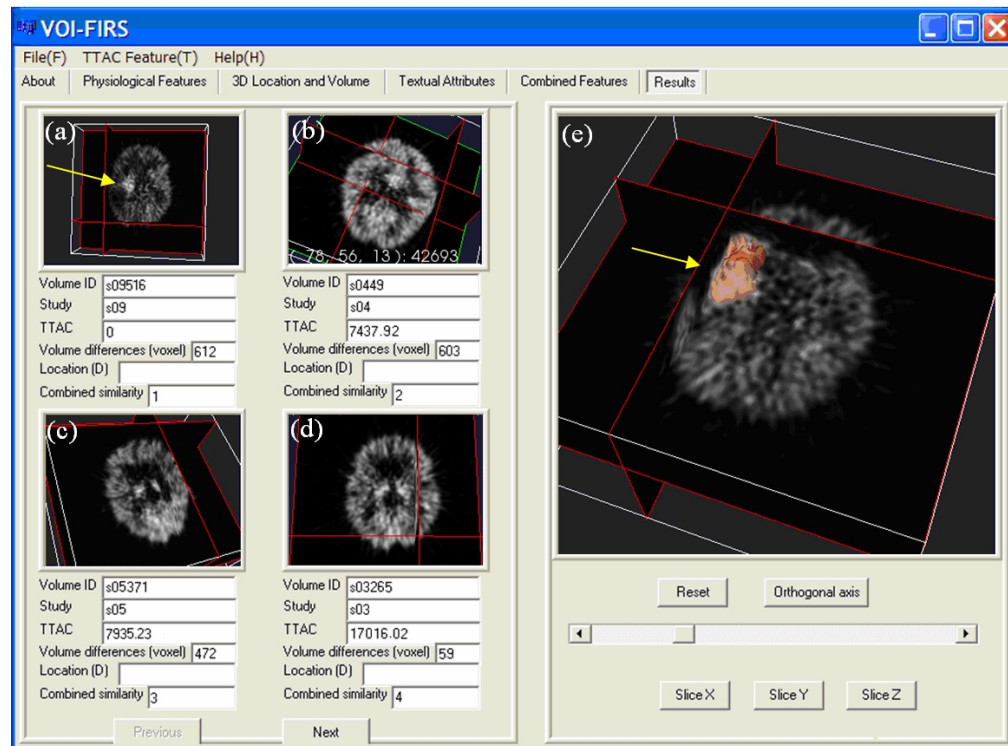 VOI-FIRS
File(F) TTAC Feature(T) Help(H)
About Physiological Features 3D Location and Volume Textual Attributes Combined Features Results
(a)
(b)
( 78, 56, 13 ): 42693
Volume ID s09516
Study s09
TTAC 0
Volume differences (voxel) 612
Location (D)
Combined similarity 1
Volume ID s0449
Study s04
TTAC 7437.92
Volume differences (voxel) 603
Location (D)
Combined similarity 2
(c)
(d)
Volume ID s05371
Study s05
TTAC 7935.23
Volume differences (voxel) 472
Location (D)
Combined similarity 3
Volume ID s03265
Study s03
TTAC 17016.02
Volume differences (voxel) 59
Location (D)
Combined similarity 4
Previous Next
(e)
Reset Orthogonal axis
Slice X Slice Y Slice Z